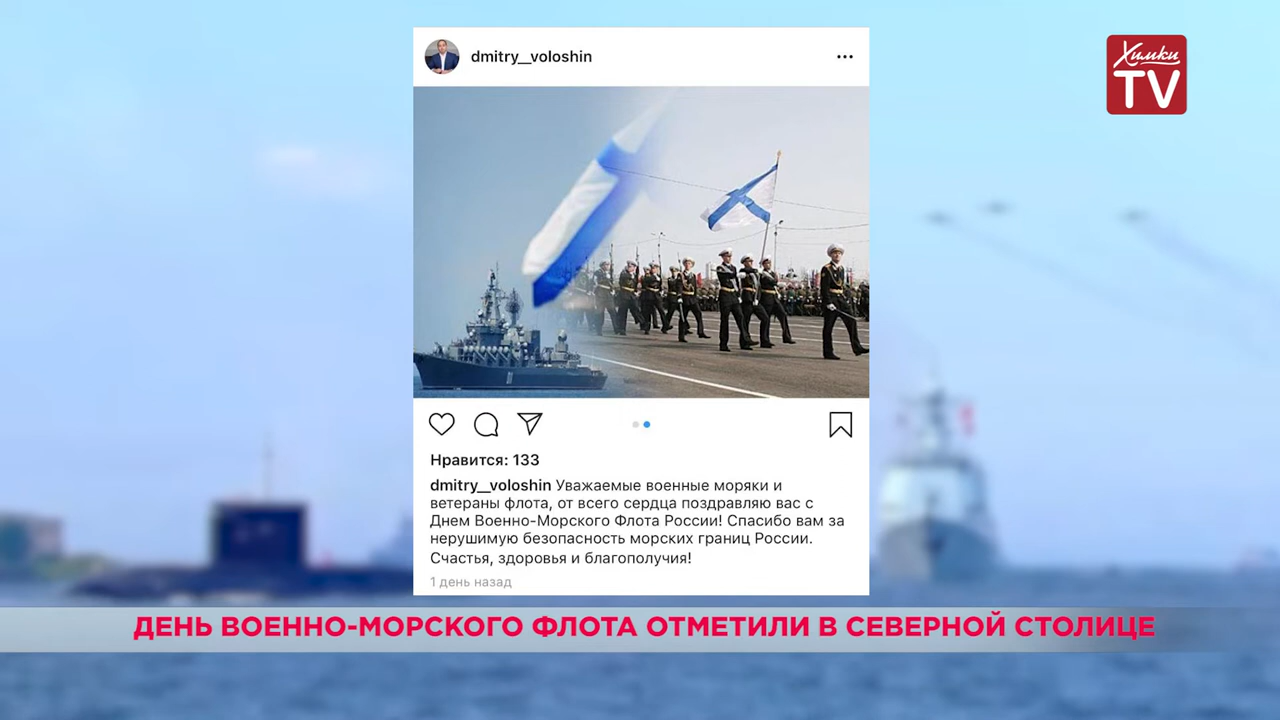 dmitry__voloshin
Химки
TV
Нравится: 133
dmitry__voloshin Уважаемые военные моряки и
ветераны флота, от всего сердца поздравляю вас с
Днем Военно-Морского Флота России! Спасибо вам за
нерушимую безопасность морских границ России.
Счастья, здоровья и благополучия!
1 день назад
ДЕНЬ ВОЕННО-МОРСКОГО ФЛОТА ОТМЕТИЛИ В СЕВЕРНОЙ СТОЛИЦЕ